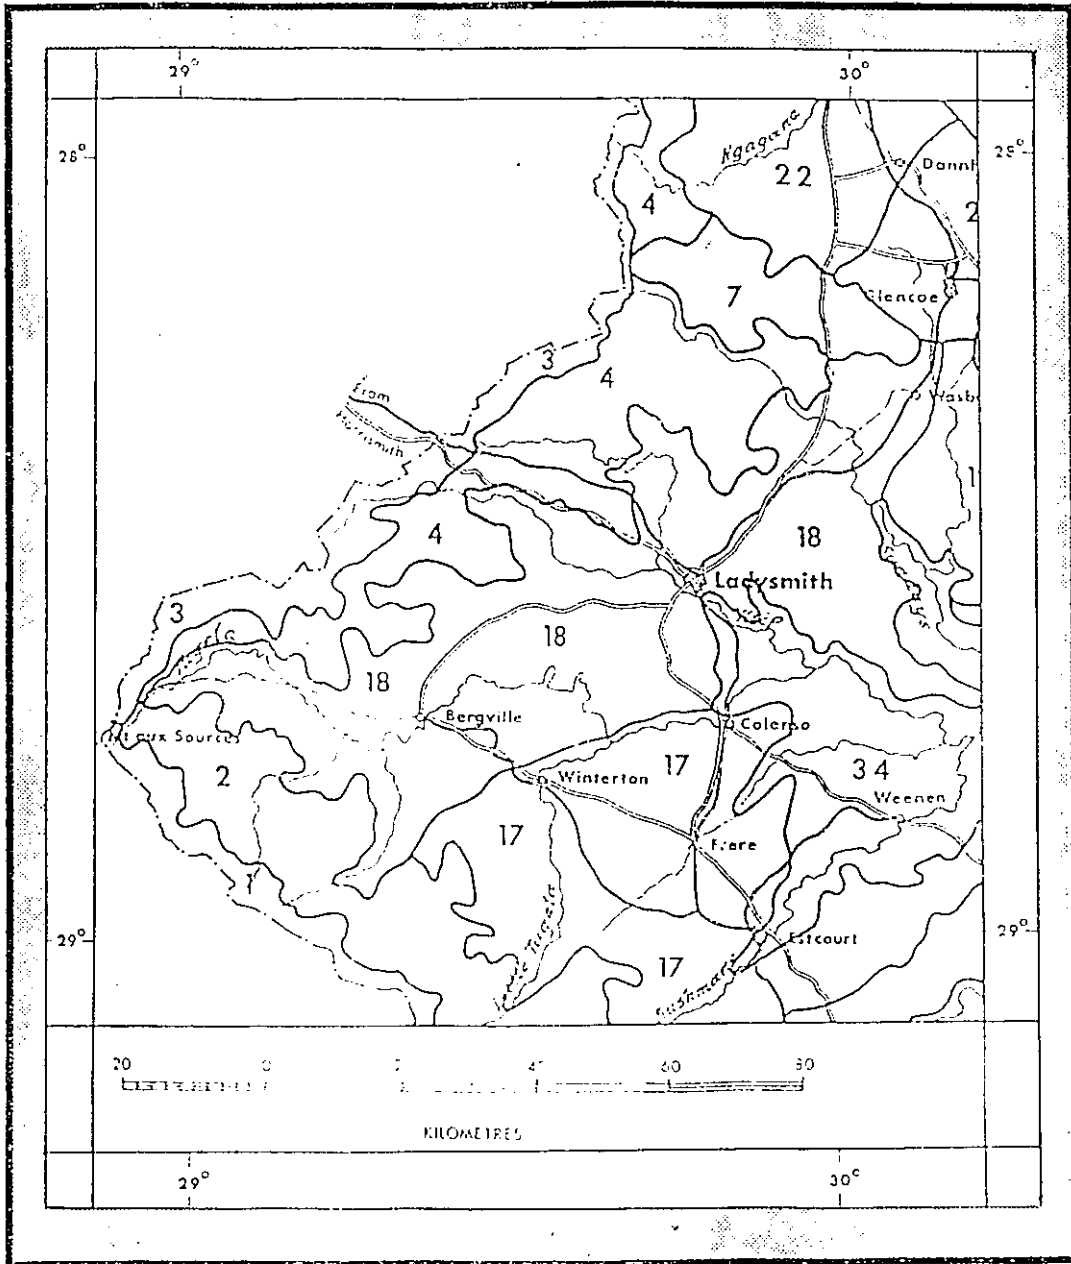 29° 30°
28° 28°
Ngagane
22
Dannh
4
2
7
Glencoe
3
4
From
Harrismith
Wasb
4
18
Ladysmith
3
18
18
Bergville
Colenso
2
17
34
Winterton
Weenen
17
Frere
29° 29°
Estcourt
17
Bushmans
20 0 40 60 80
KILOMETRES
29° 30°